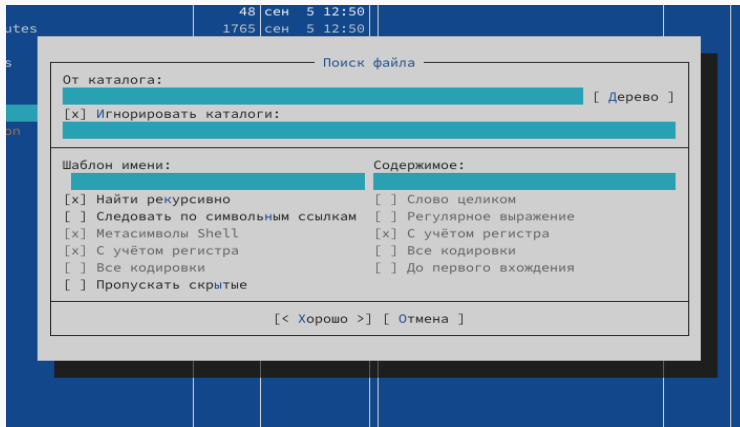 48 сен 5 12:50
utes 1765 сен 5 12:50
Поиск файла
s
От каталога:
[ Дерево ]
[x] Игнорировать каталоги:
on
Шаблон имени: Содержимое:
[x] Найти рекурсивно [ ] Слово целиком
[ ] Следовать по символьным ссылкам [ ] Регулярное выражение
[x] Метасимволы Shell [x] С учётом регистра
[x] С учётом регистра [ ] Все кодировки
[ ] Все кодировки [ ] До первого вхождения
[ ] Пропускать скрытые
[< Хорошо >] [ Отмена ]